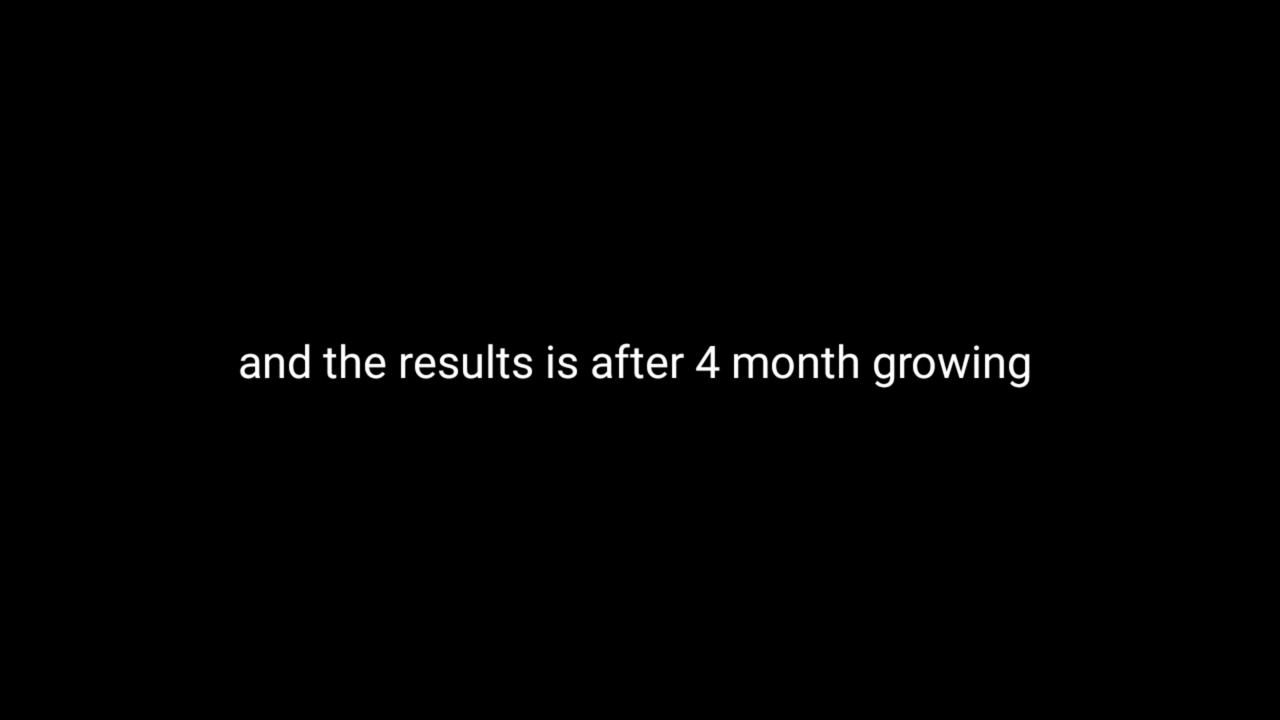 and the results is after 4 month growing